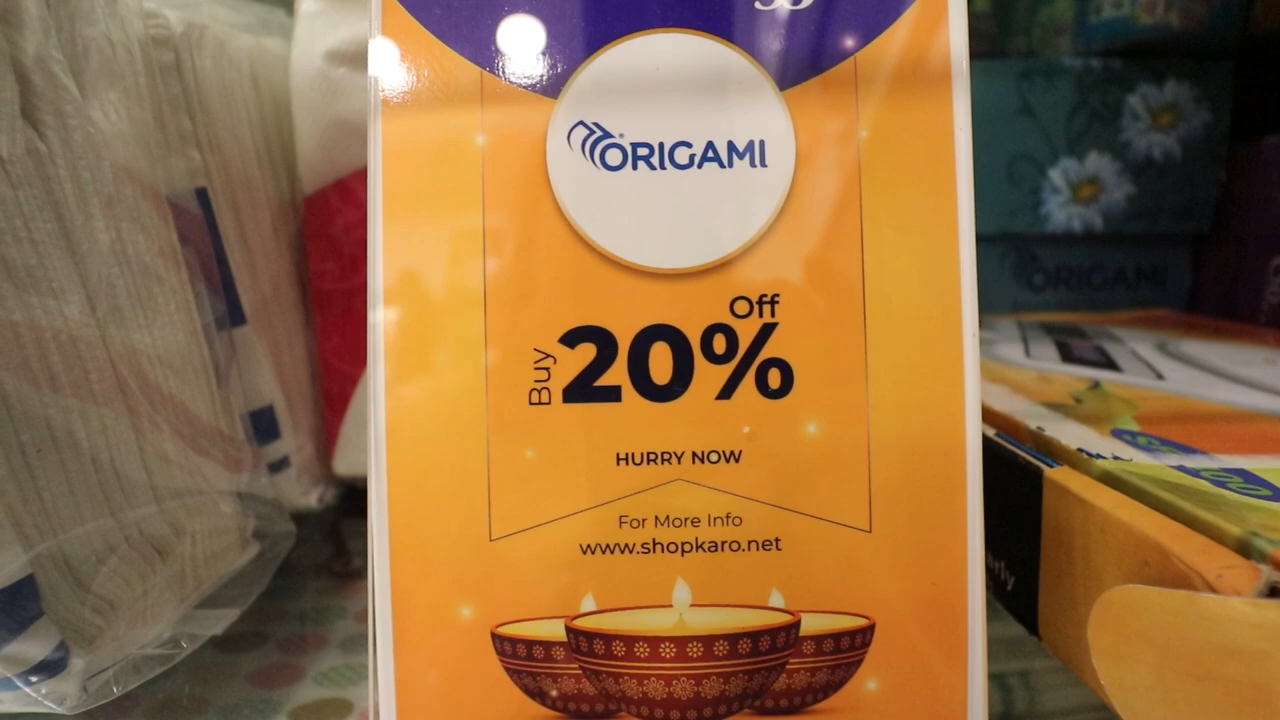 ORIGAMI
Off
Buy 20%
HURRY NOW
For More Info
www.shopkaro.net
ORIGAMI